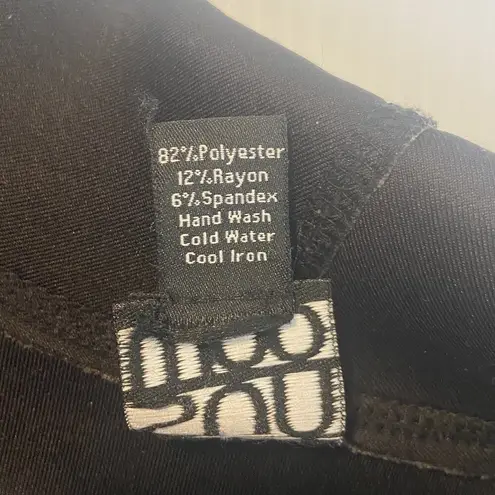 82%Polyester
12%Rayon
6%Spandex
Hand Wash
Cold Water
Cool Iron